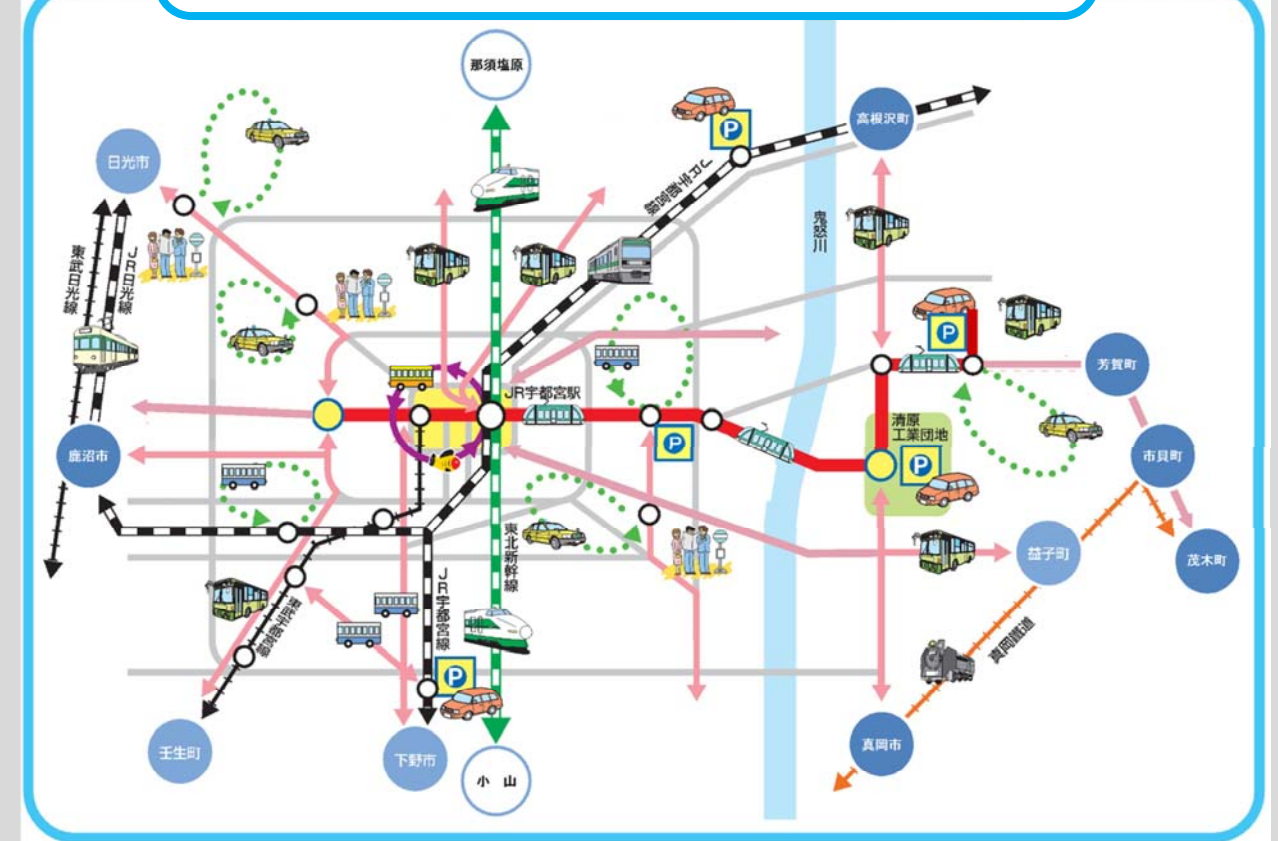 那須塩原
P
高根沢町
日光市
JR宇都宮線
鬼怒川
東武日光線
JR日光線
P
芳賀町
JR宇都宮駅
清原
工業団地
P
P
鹿沼市
市貝町
東北新幹線
益子町
茂木町
JR宇都宮線
東武宇都宮線
真岡鐵道
P
壬生町
下野市
小山
真岡市